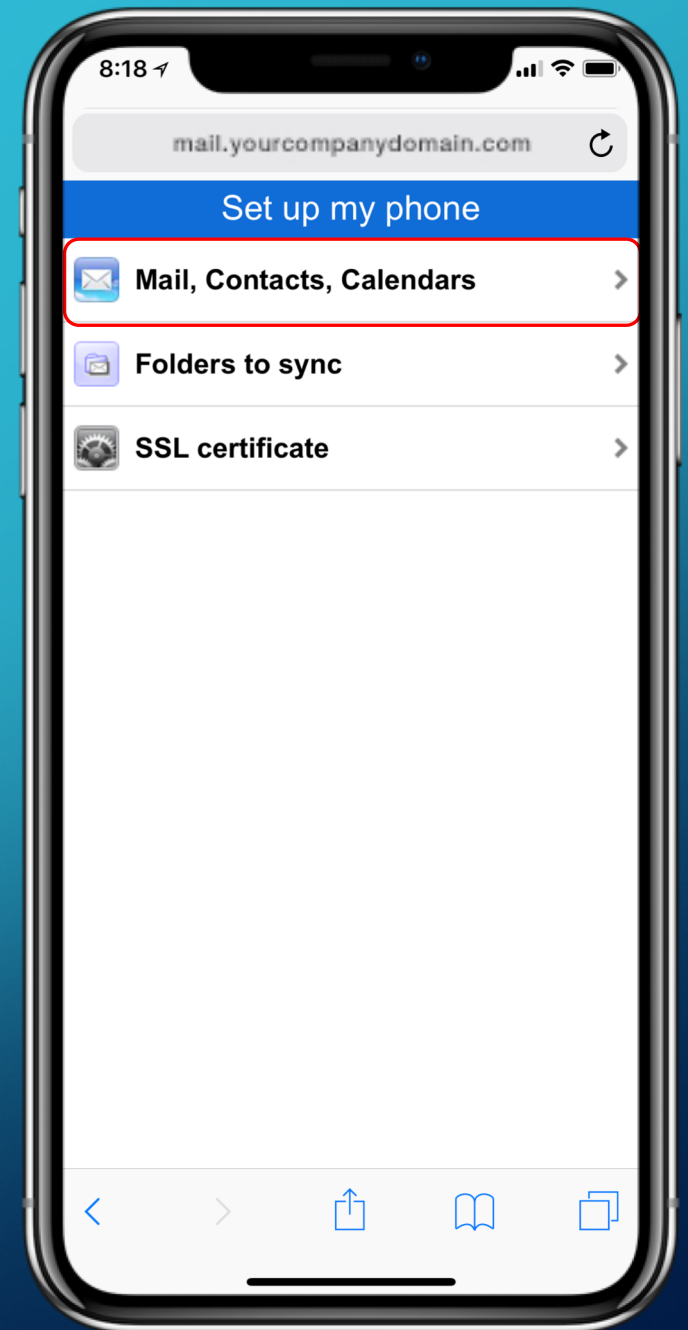 8:18
mail.yourcompanydomain.com
Set up my phone
Mail, Contacts, Calendars
Folders to sync
SSL certificate